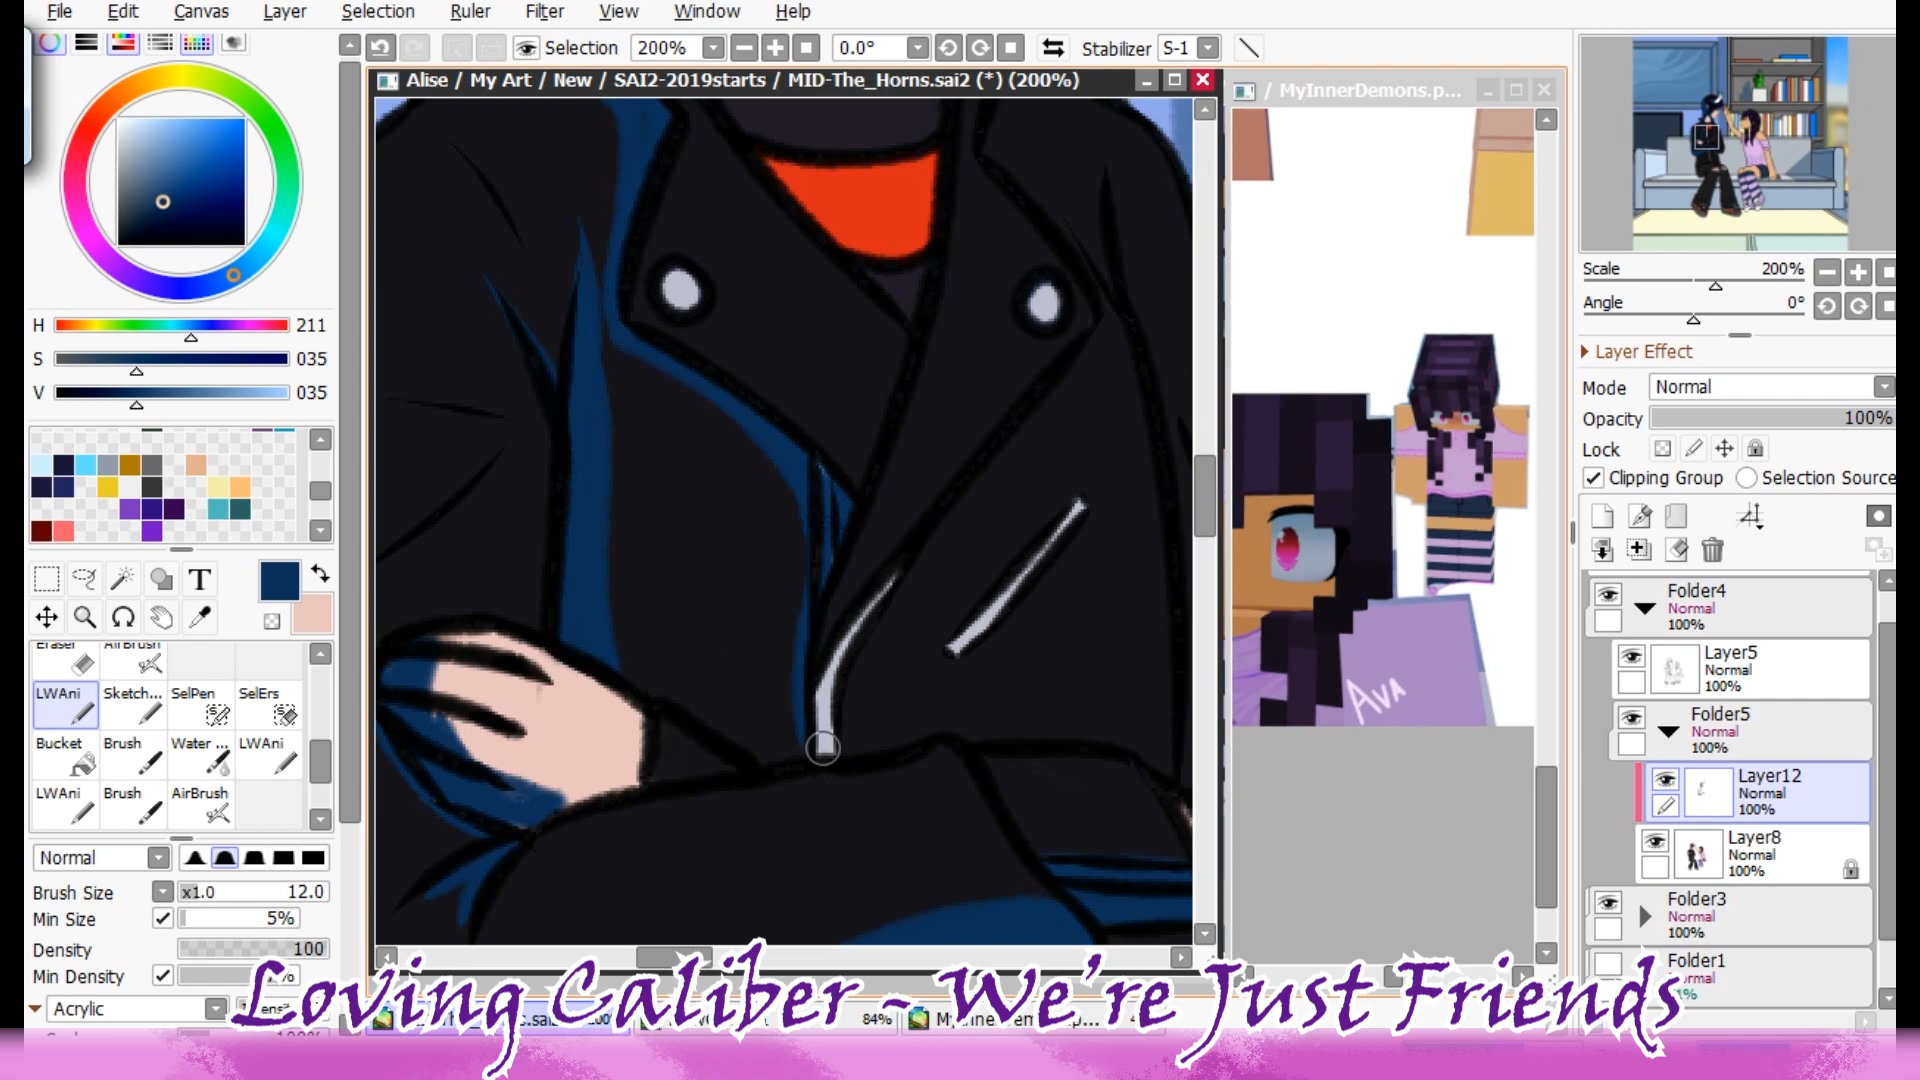 File Edit Canvas Layer Selection Ruler Filter View Window Help
Selection 200% 0.0° Stabilizer S-1
Alise / My Art / New / SAI2-2019starts / MID-The_Horns.sai2 (*) (200%)
/ MyInnerDemons.p...
Scale 200%
Angle 0°
Layer Effect
Mode Normal
Opacity 100%
Lock
Clipping Group Selection Source
H 211
S 035
V 035
T
Eraser AirBrush
LWAni Sketch... SelPen SelErs
Bucket Brush Water ... LWAni
LWAni Brush AirBrush
Normal
Brush Size x1.0 12.0
Min Size 5%
Density 100
Min Density
Acrylic
Ava
Folder4
Normal
100%
Layer5
Normal
100%
Folder5
Normal
100%
Layer12
Normal
100%
Layer8
Normal
100%
Folder3
Normal
100%
Folder1
84%
Loving Caliber - We're Just Friends